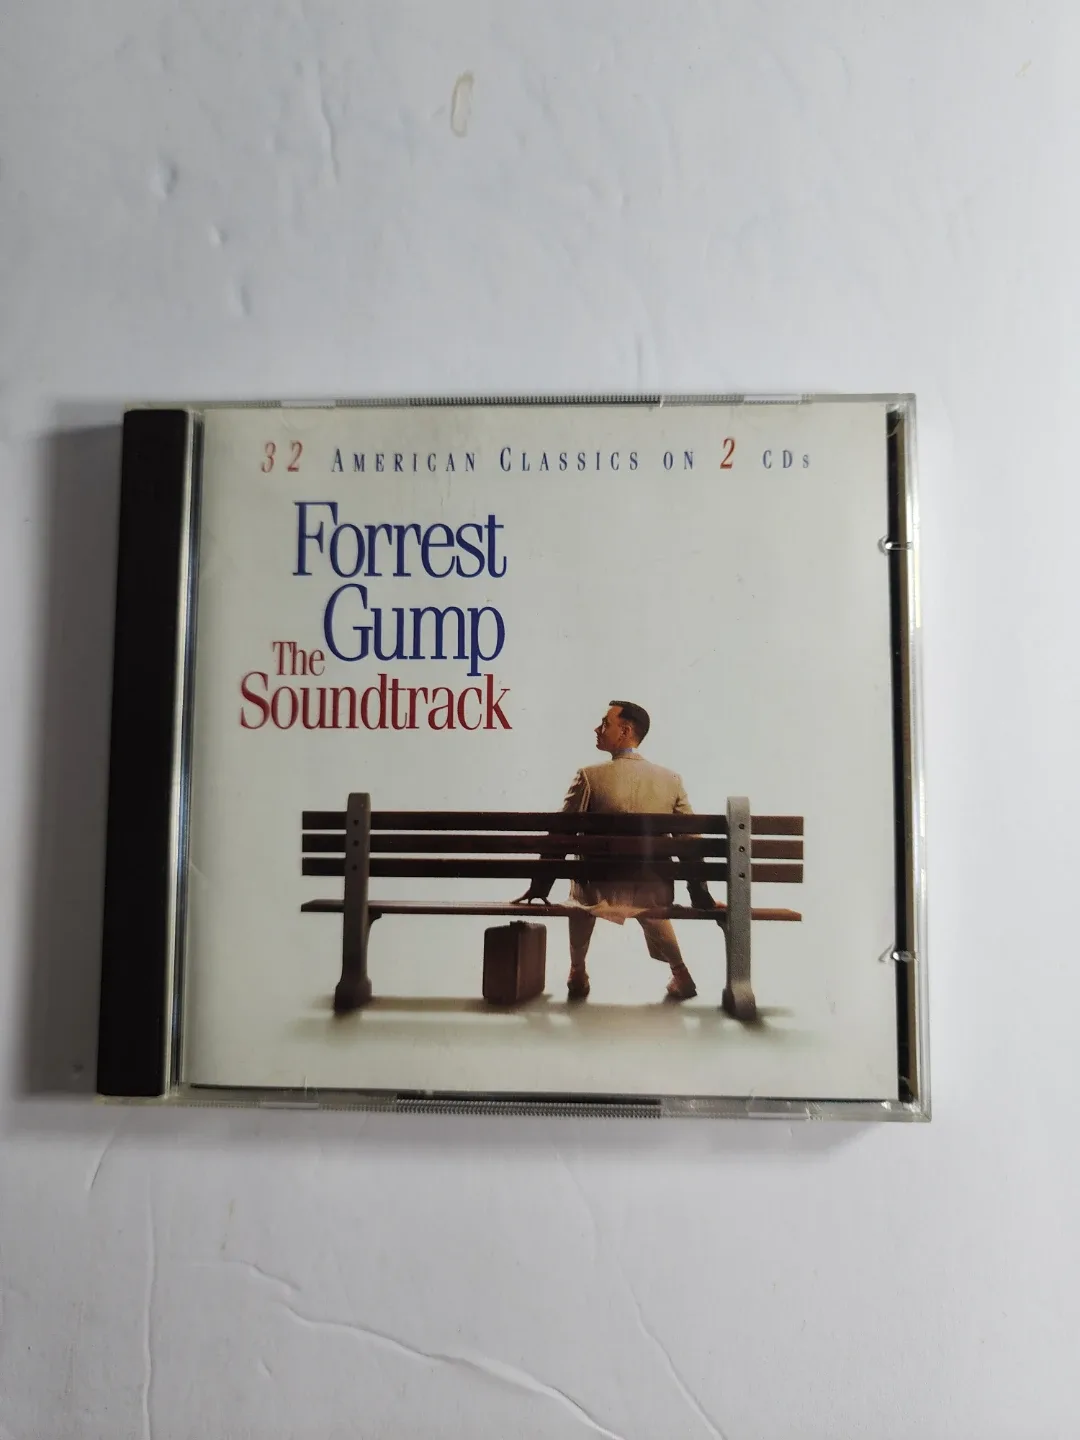 32 AMERICAN CLASSICS ON 2 CDs
Forrest
Gump
The
Soundtrack